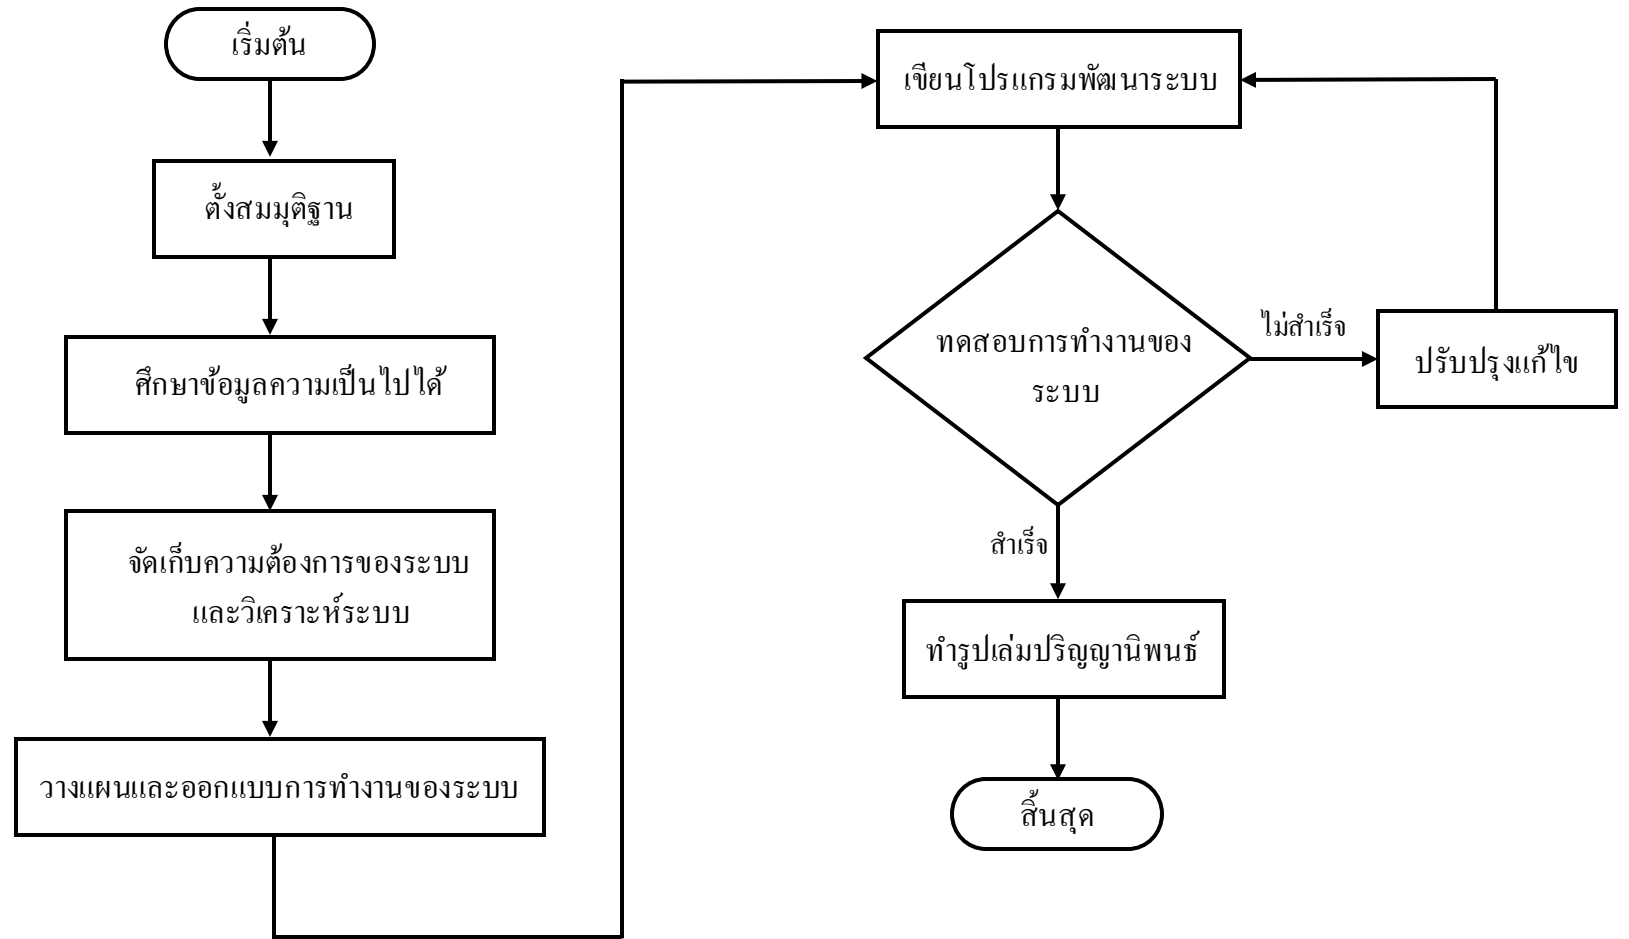 เริ่มต้น
ตั้งสมมุติฐาน
ศึกษาข้อมูลความเป็นไปได้
จัดเก็บความต้องการของระบบ
และวิเคราะห์ระบบ
วางแผนและออกแบบการทำงานของระบบ
เขียนโปรแกรมพัฒนาระบบ
ทดสอบการทำงานของ
ระบบ
ไม่สำเร็จ
ปรับปรุงแก้ไข
สำเร็จ
ทำรูปเล่มปริญญานิพนธ์
สิ้นสุด